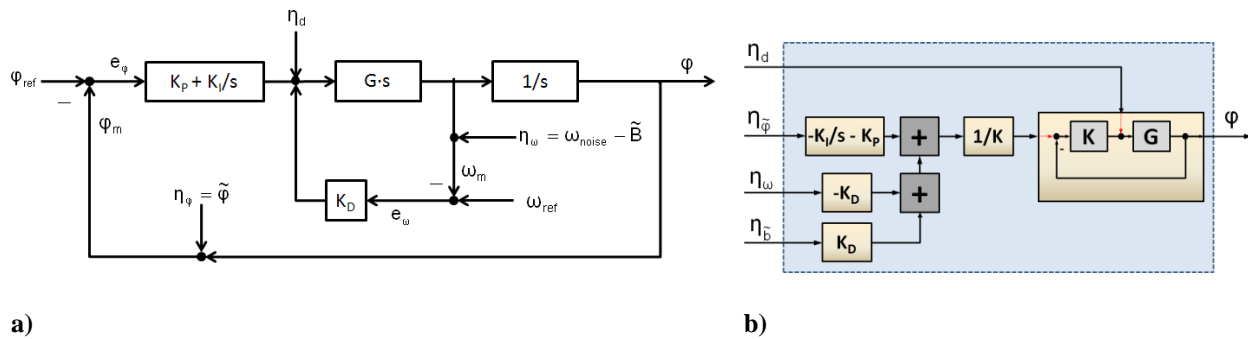 η_d
φ_ref
e_φ
K_P + K_I/s
G·s
1/s
φ
−
φ_m
η_ω = ω_noise − B̃
−
ω_m
K_D
e_ω
ω_ref
η_φ = φ̃
a)
η_d
η_φ̃
-K_I/s - K_P
+
1/K
K
G
φ
-
η_ω
-K_D
+
η_b̃
K_D
b)